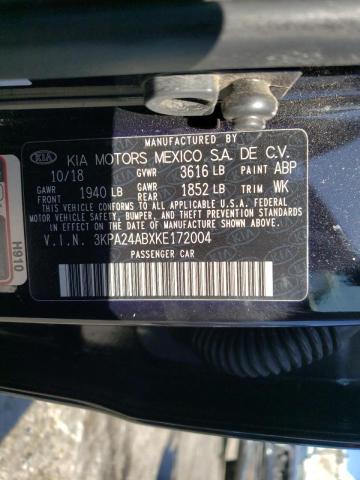 MANUFACTURED BY
KIA KIA MOTORS MEXICO S.A. DE C.V.
10/18 GVWR 3616 LB PAINT ABP
GAWR FRONT 1940 LB GAWR REAR 1852 LB TRIM WK
THIS VEHICLE CONFORMS TO ALL APPLICABLE U.S. FEDERAL
MOTOR VEHICLE SAFETY, BUMPER, AND THEFT PREVENTION STANDARDS
IN EFFECT ON THE DATE OF MANUFACTURE SHOWN ABOVE.
V.I.N. 3KPA24ABXKE172004
PASSENGER CAR
H910